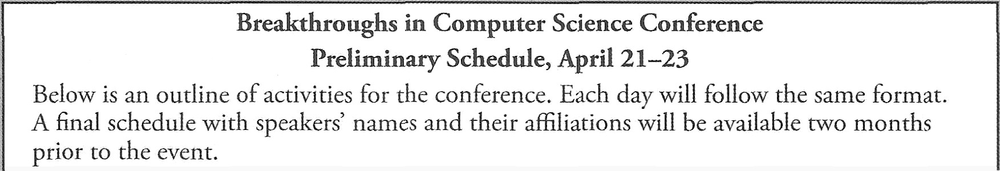 Breakthroughs in Computer Science Conference
Preliminary Schedule, April 21–23
Below is an outline of activities for the conference. Each day will follow the same format.
A final schedule with speakers’ names and their affiliations will be available two months
prior to the event.